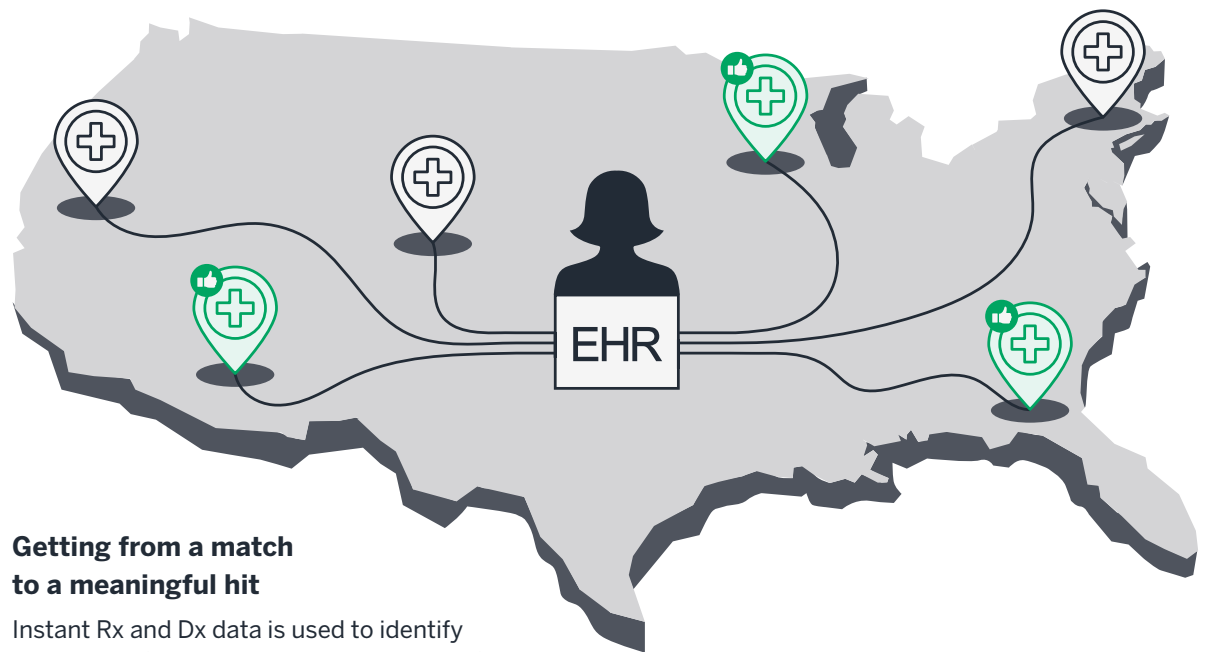 EHR
Getting from a match
to a meaningful hit
Instant Rx and Dx data is used to identify